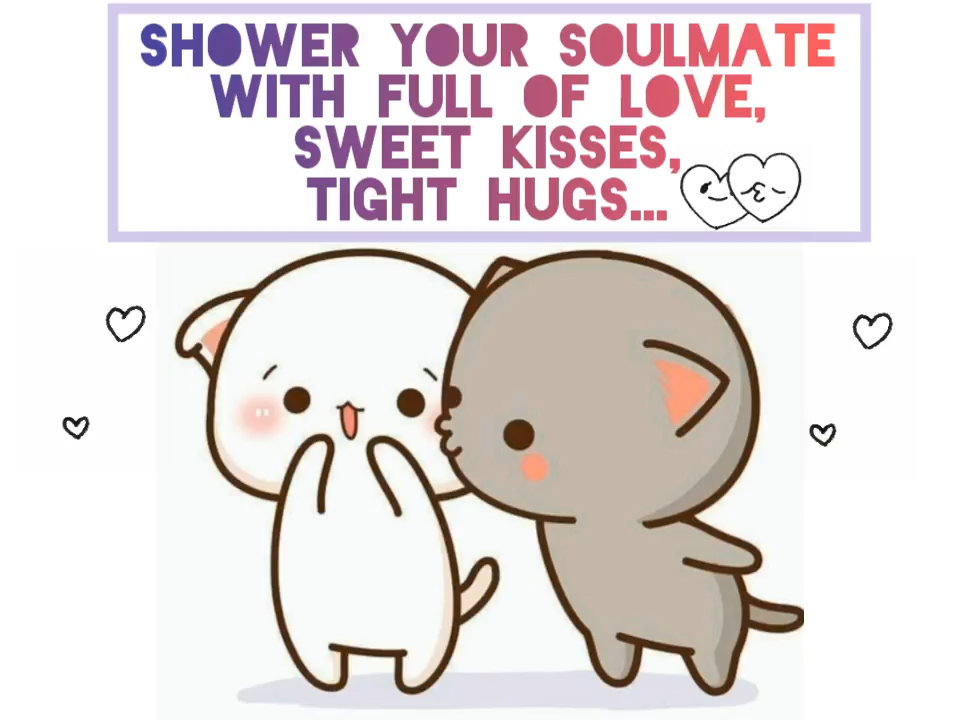 SHOWER YOUR SOULMATE
WITH FULL OF LOVE,
SWEET KISSES,
TIGHT HUGS...